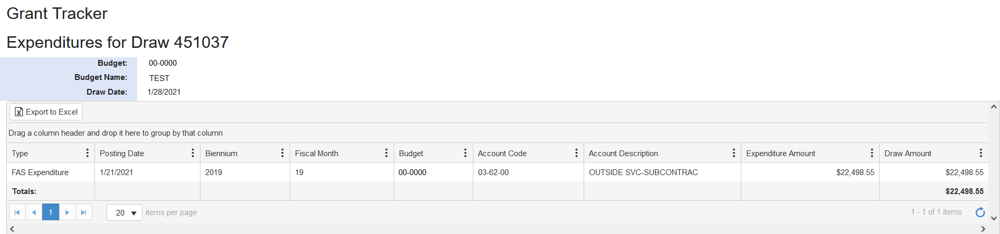 Grant Tracker
Expenditures for Draw 451037
Budget: 00-0000
Budget Name: TEST
Draw Date: 1/28/2021
Export to Excel
Drag a column header and drop it here to group by that column
Type Posting Date Biennium Fiscal Month Budget Account Code Account Description Expenditure Amount Draw Amount
FAS Expenditure 1/21/2021 2019 19 00-0000 03-62-00 OUTSIDE SVC-SUBCONTRAC $22,498.55 $22,498.55
Totals: $22,498.55
1 20 items per page 1 - 1 of 1 items